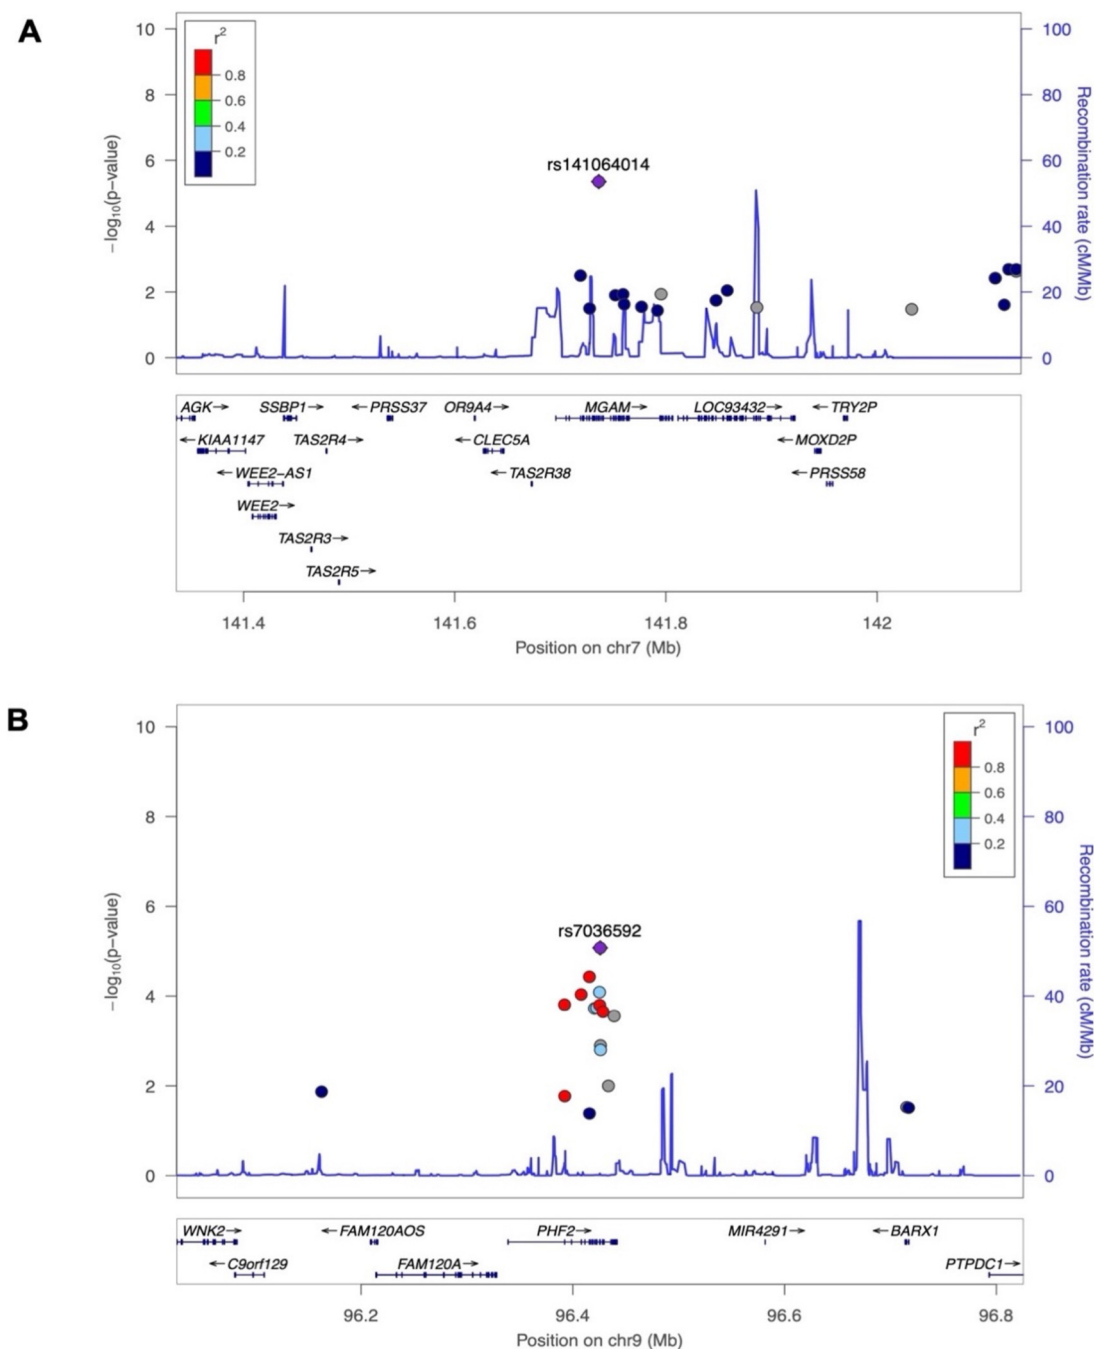 A
10
8
6
4
2
0
−log10(p−value)
r2
0.8
0.6
0.4
0.2
rs141064014
100
80
60
40
20
0
Recombination rate (cM/Mb)
AGK→ SSBP1→ ←PRSS37 OR9A4→ MGAM→ LOC93432→ ←TRY2P
←KIAA1147 TAS2R4→ ←CLEC5A ←MOXD2P
←WEE2−AS1 ←TAS2R38 ←PRSS58
WEE2→
TAS2R3→
TAS2R5→
141.4 141.6 141.8 142
Position on chr7 (Mb)
B
10
8
6
4
2
0
−log10(p−value)
rs7036592
r2
0.8
0.6
0.4
0.2
100
80
60
40
20
0
Recombination rate (cM/Mb)
WNK2→ ←FAM120AOS PHF2→ MIR4291→ ←BARX1
←C9orf129 FAM120A→ PTPDC1→
96.2 96.4 96.6 96.8
Position on chr9 (Mb)